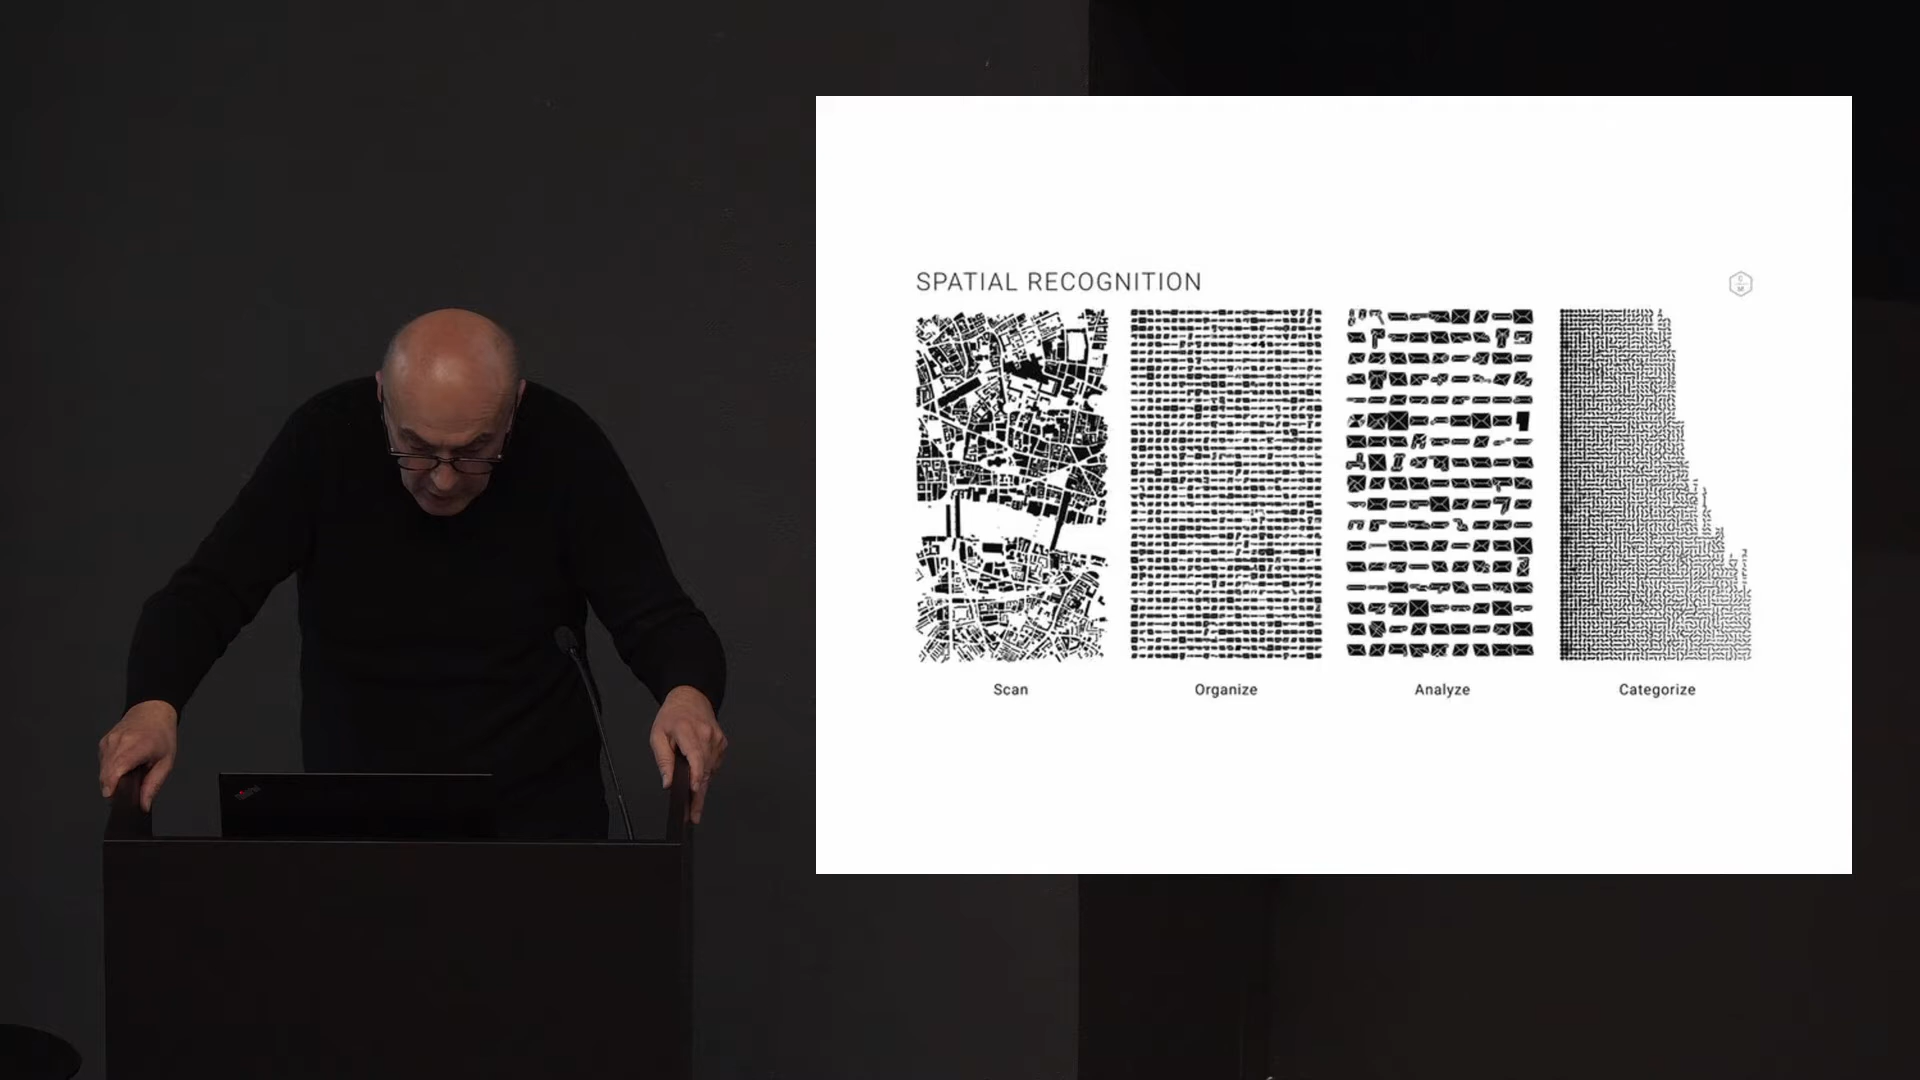 SPATIAL RECOGNITION
Scan
Organize
Analyze
Categorize